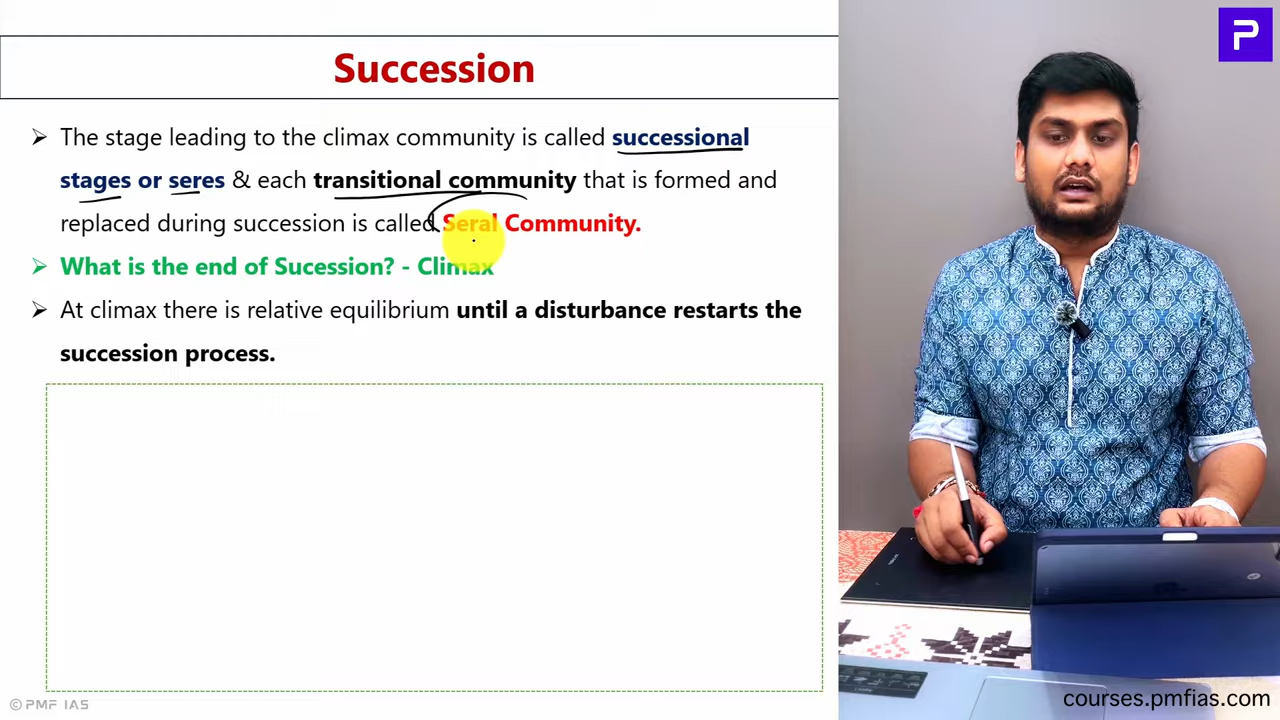 Succession
➢ The stage leading to the climax community is called successional
stages or seres & each transitional community that is formed and
replaced during succession is called Seral Community.
➢ What is the end of Sucession? - Climax
➢ At climax there is relative equilibrium until a disturbance restarts the
succession process.
© PMF IAS
P
courses.pmfias.com